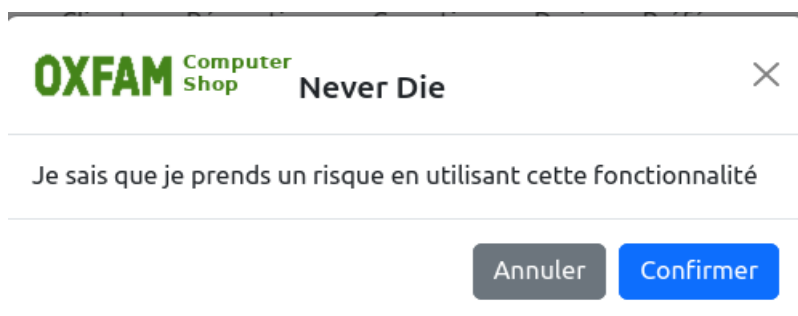 OXFAM Computer Shop Never Die
Je sais que je prends un risque en utilisant cette fonctionnalité
Annuler Confirmer